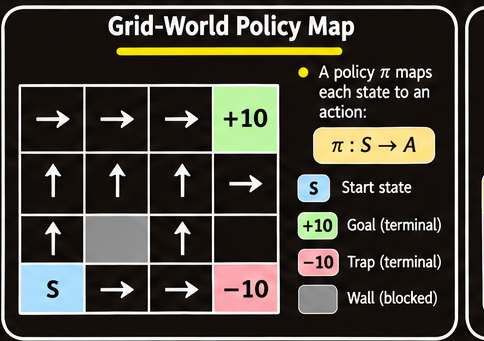 Grid-World Policy Map
→ → → +10
↑ ↑ ↑ →
↑ ↑
S → → −10
A policy π maps
each state to an
action:
π : S → A
S Start state
+10 Goal (terminal)
−10 Trap (terminal)
Wall (blocked)